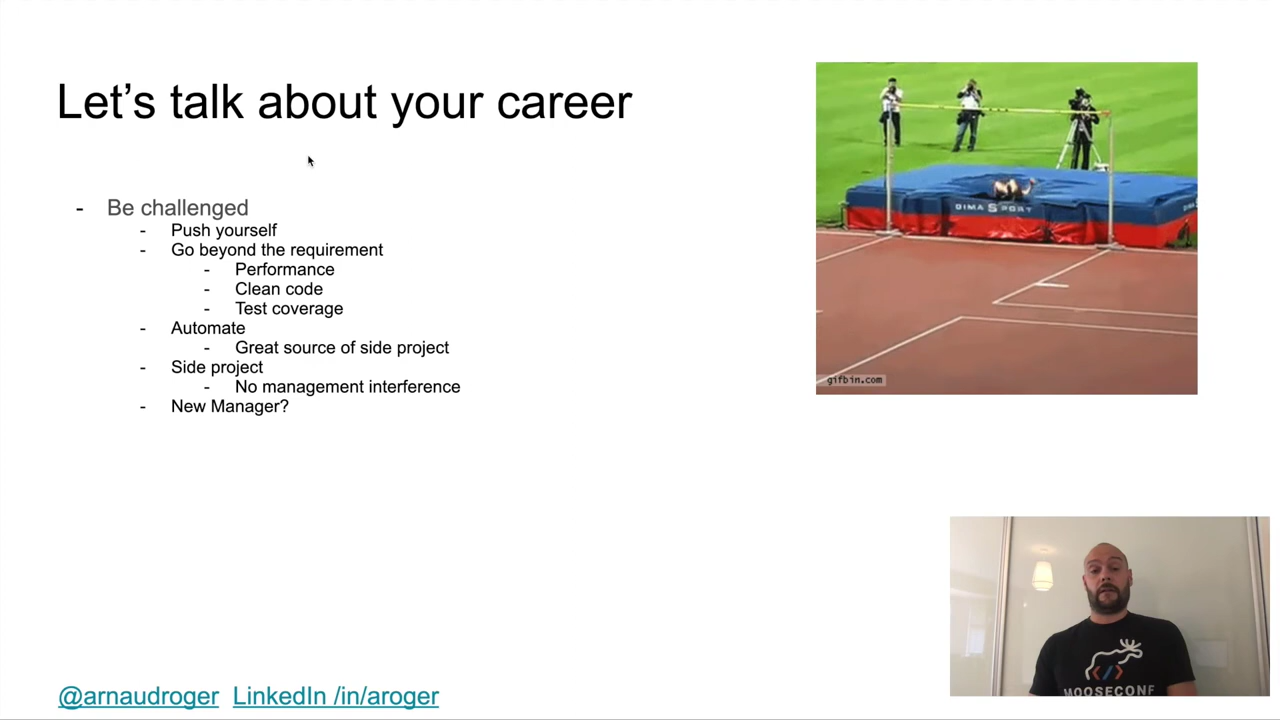 Let's talk about your career
- Be challenged
- Push yourself
- Go beyond the requirement
- Performance
- Clean code
- Test coverage
- Automate
- Great source of side project
- Side project
- No management interference
- New Manager?
DIMA SPORT
gifbin.com
MOOSECONF
@arnaudroger LinkedIn /in/aroger